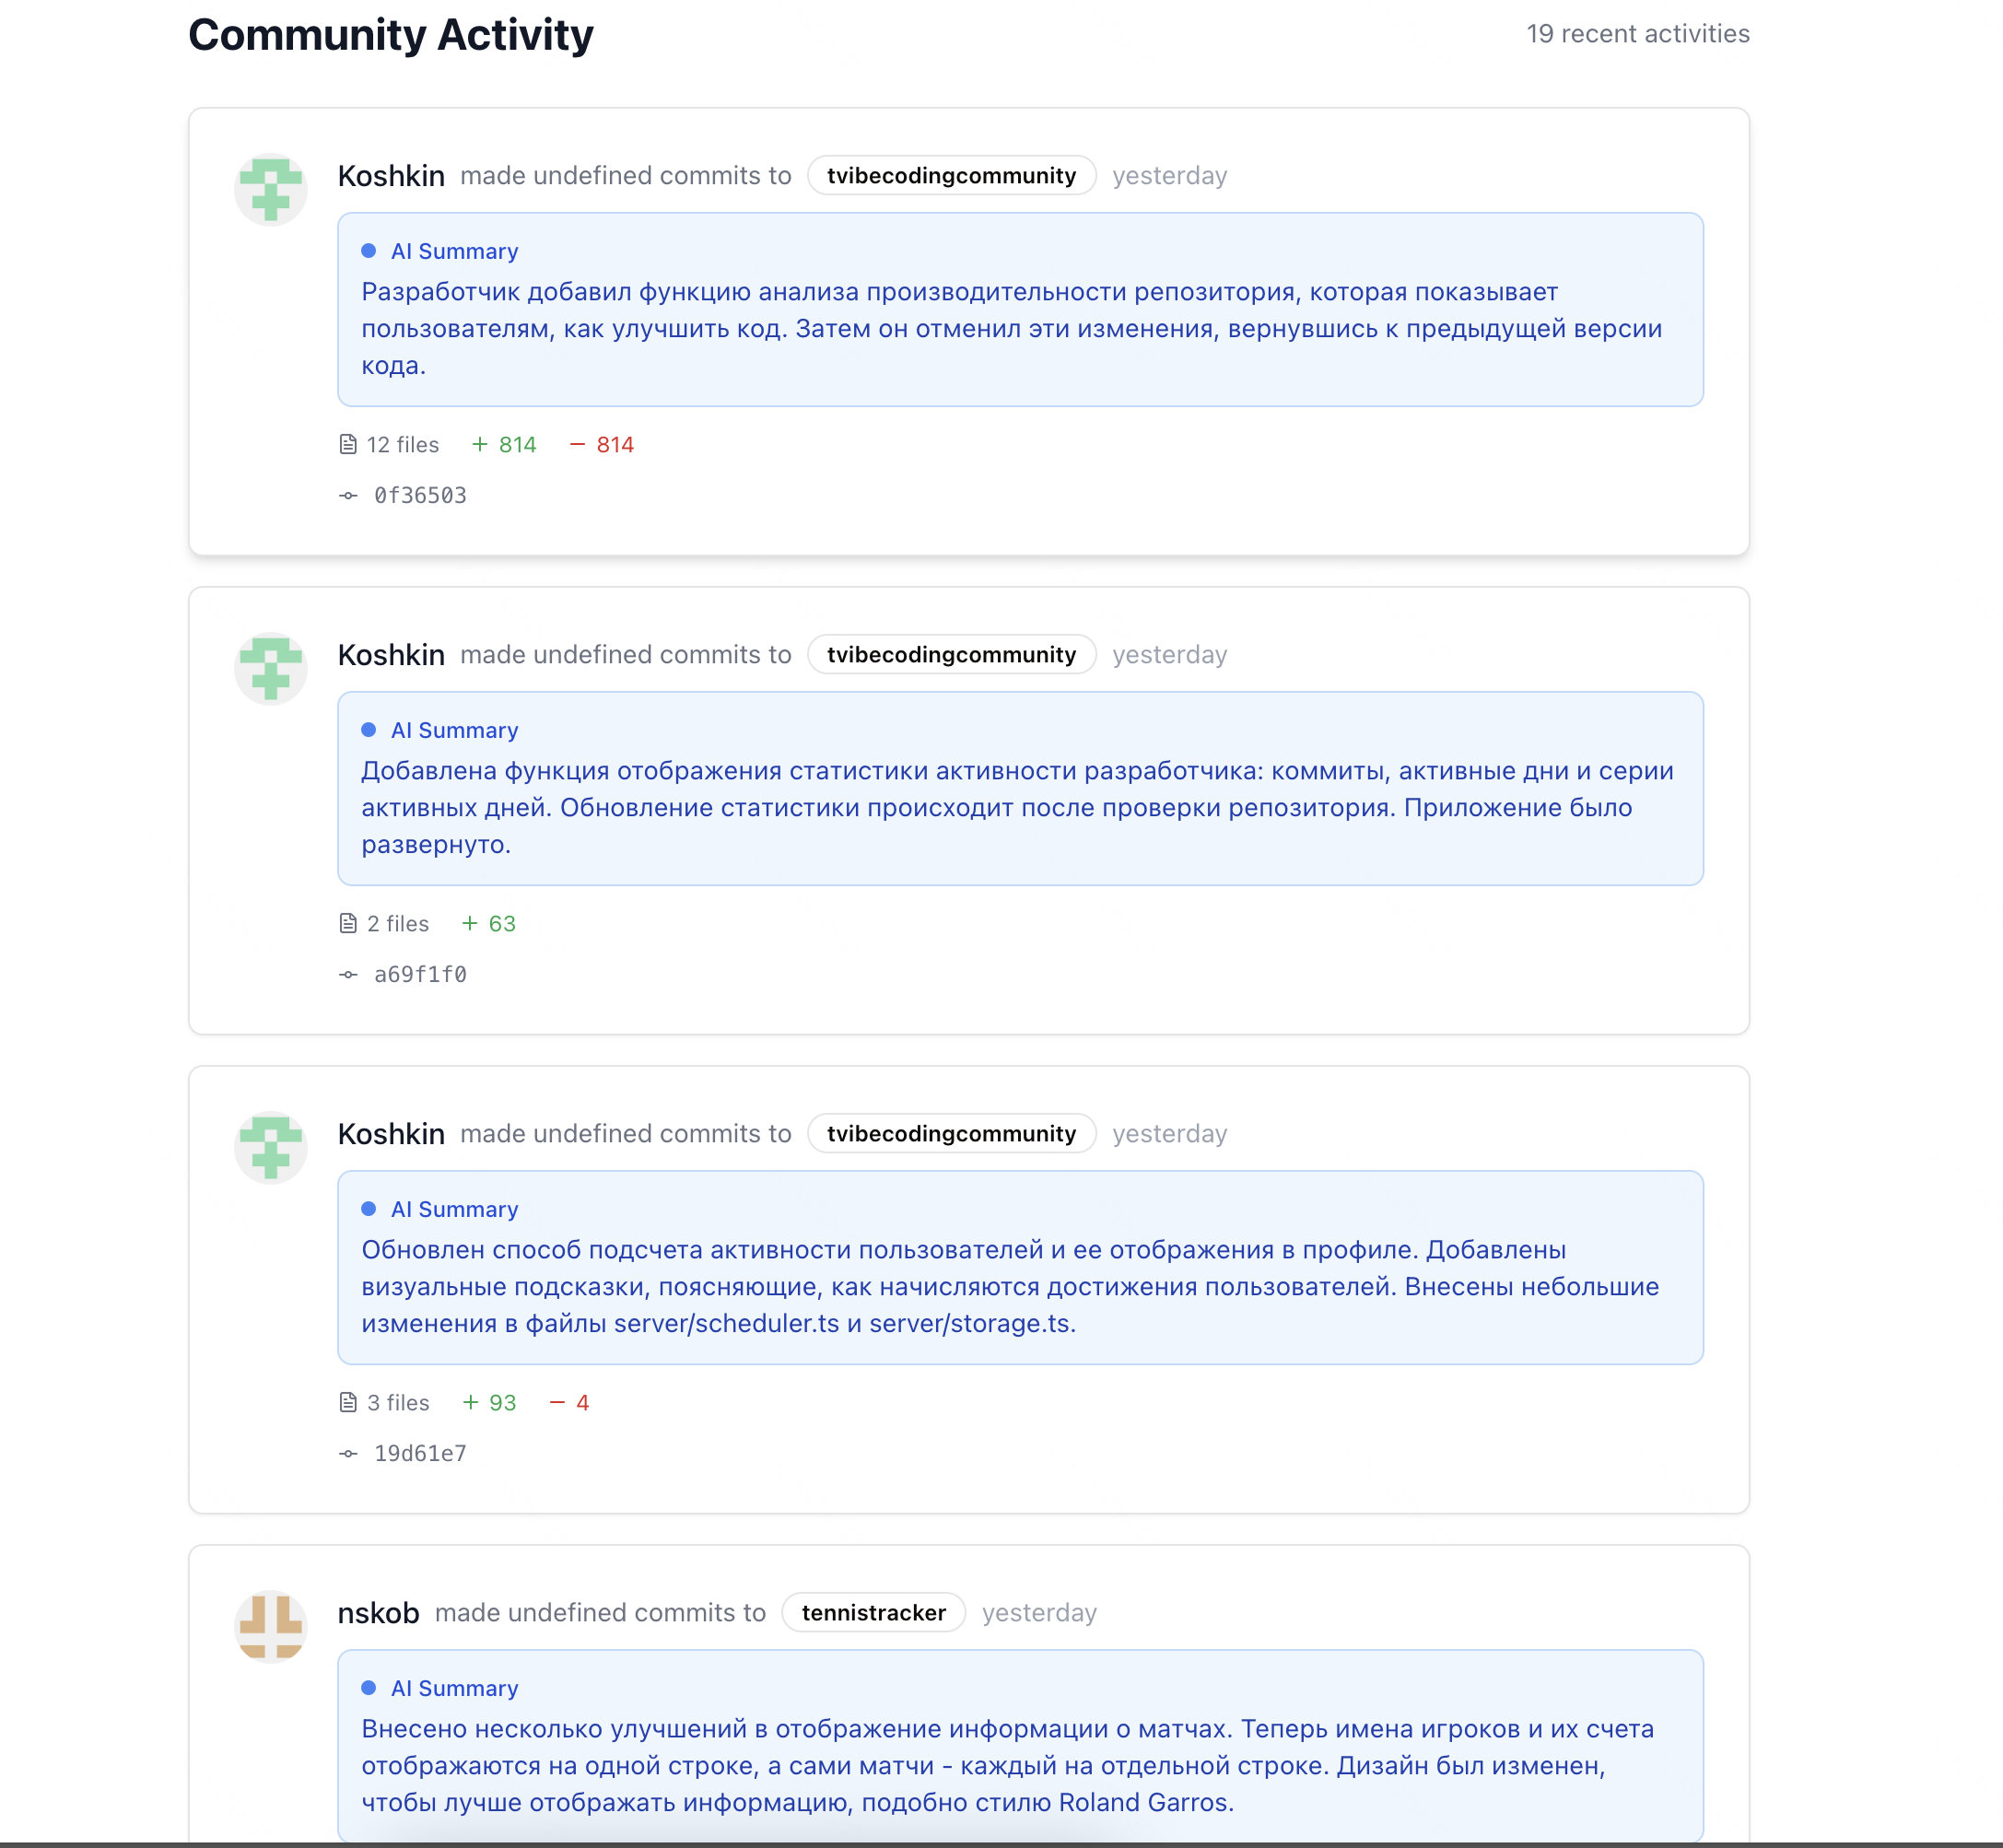 Community Activity
19 recent activities
Koshkin made undefined commits to tvibecodingcommunity yesterday
AI Summary
Разработчик добавил функцию анализа производительности репозитория, которая показывает
пользователям, как улучшить код. Затем он отменил эти изменения, вернувшись к предыдущей версии
кода.
12 files + 814 − 814
0f36503
Koshkin made undefined commits to tvibecodingcommunity yesterday
AI Summary
Добавлена функция отображения статистики активности разработчика: коммиты, активные дни и серии
активных дней. Обновление статистики происходит после проверки репозитория. Приложение было
развернуто.
2 files + 63
a69f1f0
Koshkin made undefined commits to tvibecodingcommunity yesterday
AI Summary
Обновлен способ подсчета активности пользователей и ее отображения в профиле. Добавлены
визуальные подсказки, поясняющие, как начисляются достижения пользователей. Внесены небольшие
изменения в файлы server/scheduler.ts и server/storage.ts.
3 files + 93 − 4
19d61e7
nskob made undefined commits to tennistracker yesterday
AI Summary
Внесено несколько улучшений в отображение информации о матчах. Теперь имена игроков и их счета
отображаются на одной строке, а сами матчи - каждый на отдельной строке. Дизайн был изменен,
чтобы лучше отображать информацию, подобно стилю Roland Garros.